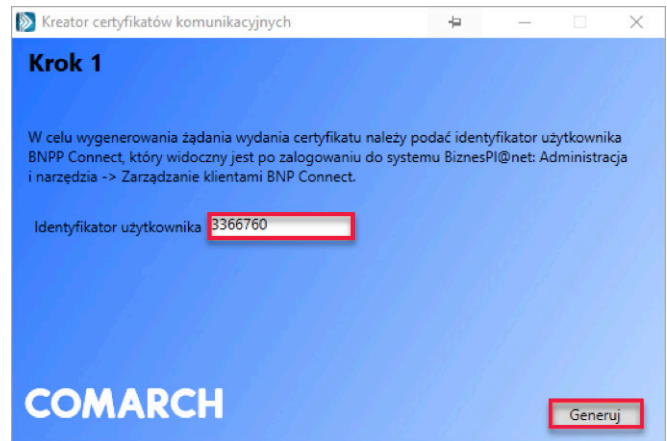 Kreator certyfikatów komunikacyjnych
Krok 1
W celu wygenerowania żądania wydania certyfikatu należy podać identyfikator użytkownika
BNPP Connect, który widoczny jest po zalogowaniu do systemu BiznesPl@net: Administracja
i narzędzia -> Zarządzanie klientami BNP Connect.
Identyfikator użytkownika 3366760
COMARCH
Generuj